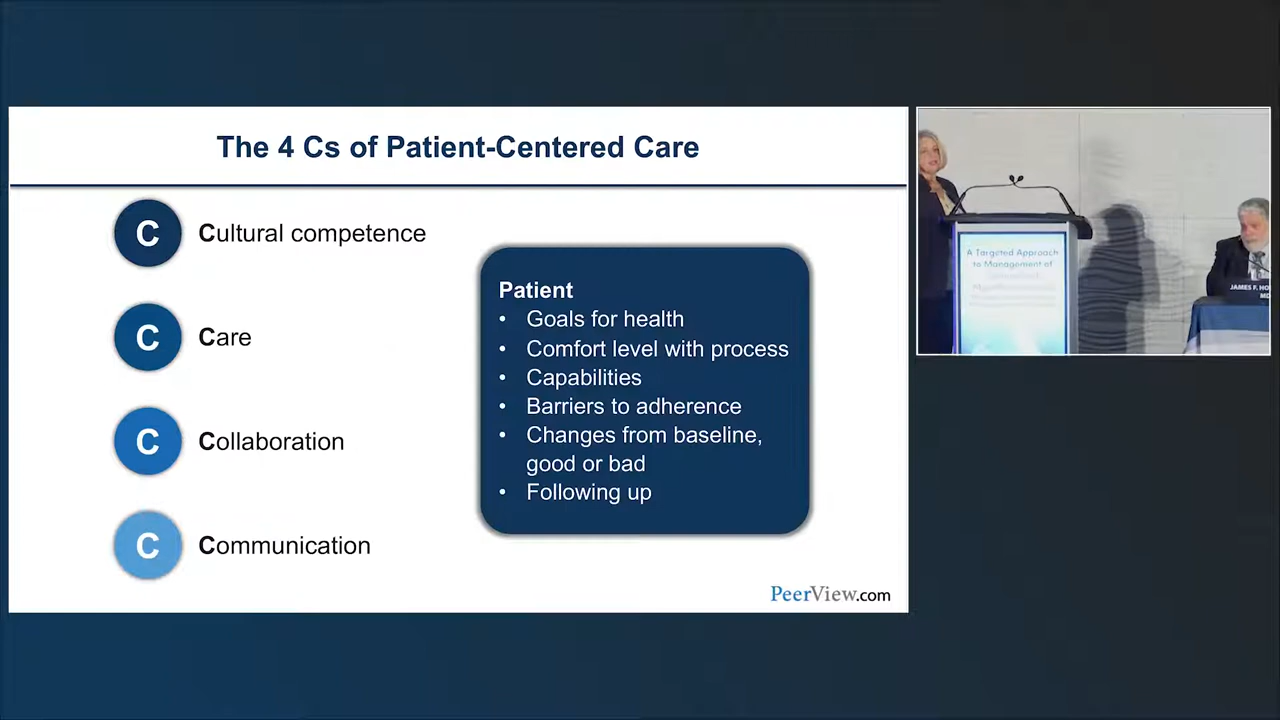 The 4 Cs of Patient-Centered Care
C
Cultural competence
C
Care
C
Collaboration
C
Communication
Patient
• Goals for health
• Comfort level with process
• Capabilities
• Barriers to adherence
• Changes from baseline,
good or bad
• Following up
PeerView.com
A Targeted Approach
to Management of
JAMES F.
MD